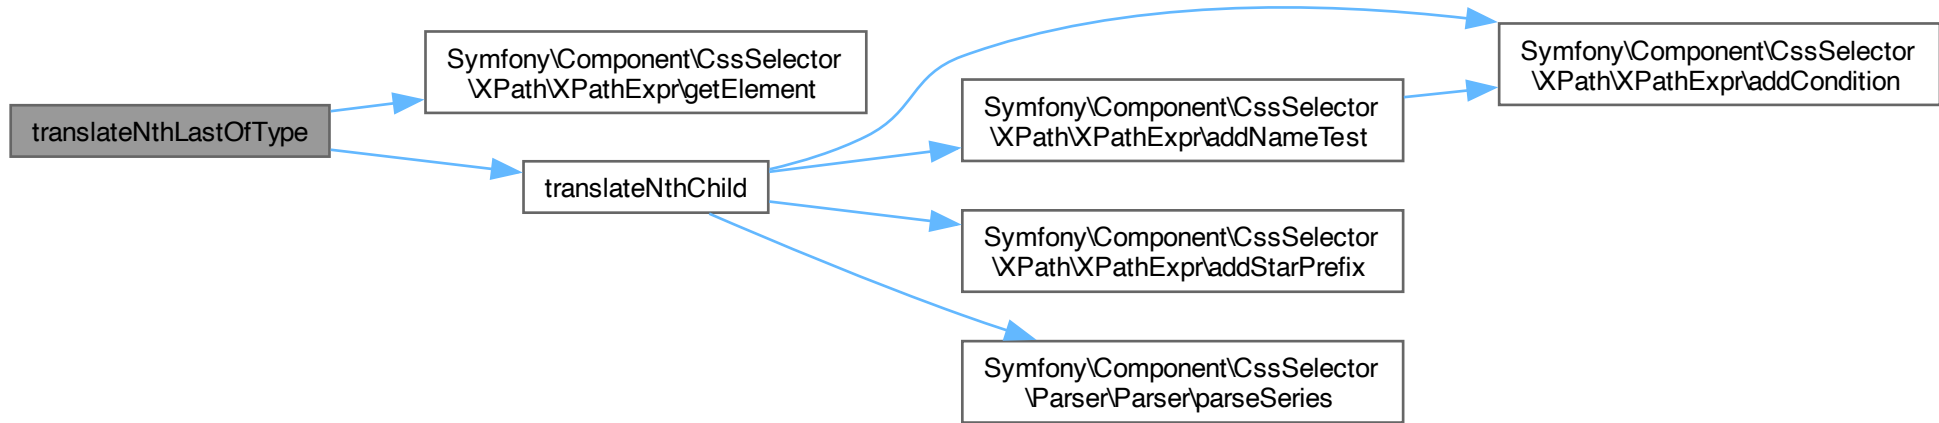 translateNthLastOfType
Symfony\Component\CssSelector
\XPath\XPathExpr\getElement
translateNthChild
Symfony\Component\CssSelector
\XPath\XPathExpr\addNameTest
Symfony\Component\CssSelector
\XPath\XPathExpr\addCondition
Symfony\Component\CssSelector
\XPath\XPathExpr\addStarPrefix
Symfony\Component\CssSelector
\Parser\Parser\parseSeries